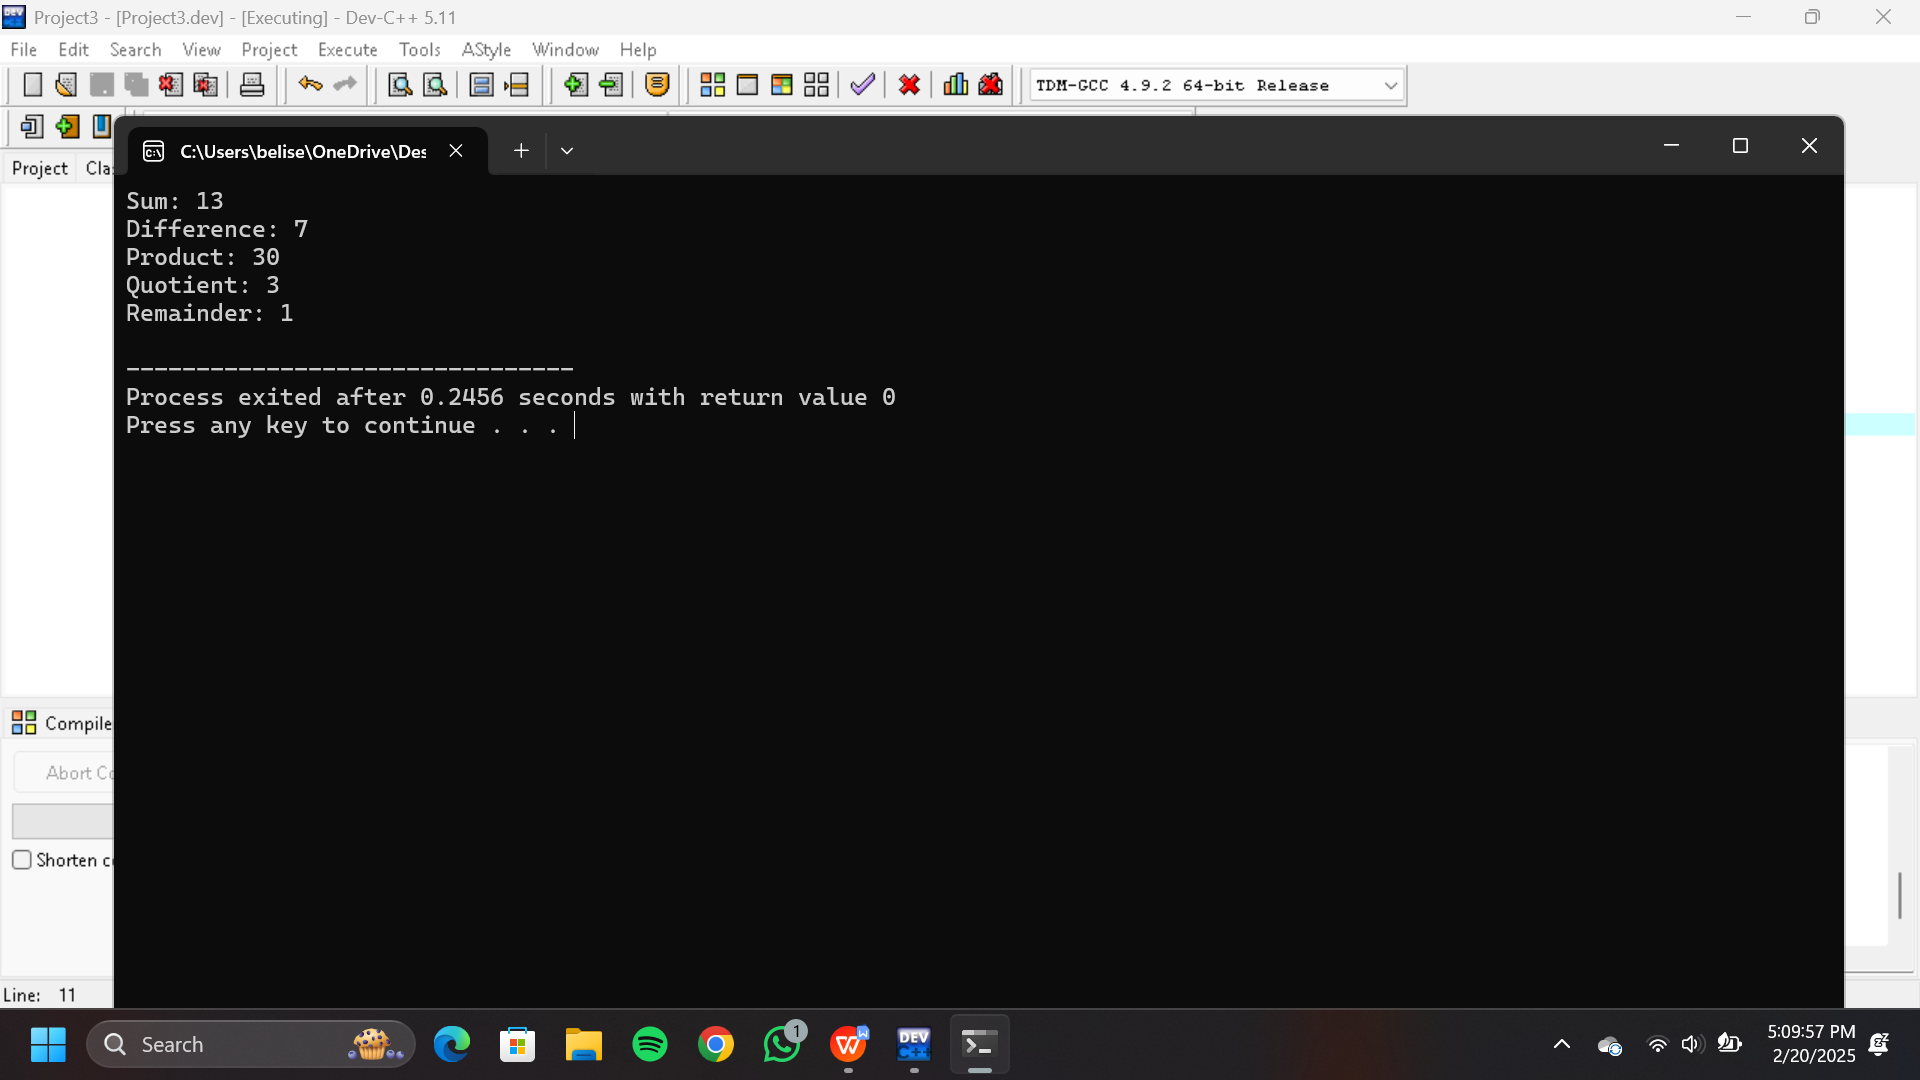 Project3 - [Project3.dev] - [Executing] - Dev-C++ 5.11
File Edit Search View Project Execute Tools AStyle Window Help
TDM-GCC 4.9.2 64-bit Release
C:\Users\belise\OneDrive\Des
Project Cla
Sum: 13
Difference: 7
Product: 30
Quotient: 3
Remainder: 1
--------------------------------
Process exited after 0.2456 seconds with return value 0
Press any key to continue . . .
Compile
Abort Co
Shorten c
Line: 11
Search
1
W
DEV
C++
5:09:57 PM
2/20/2025